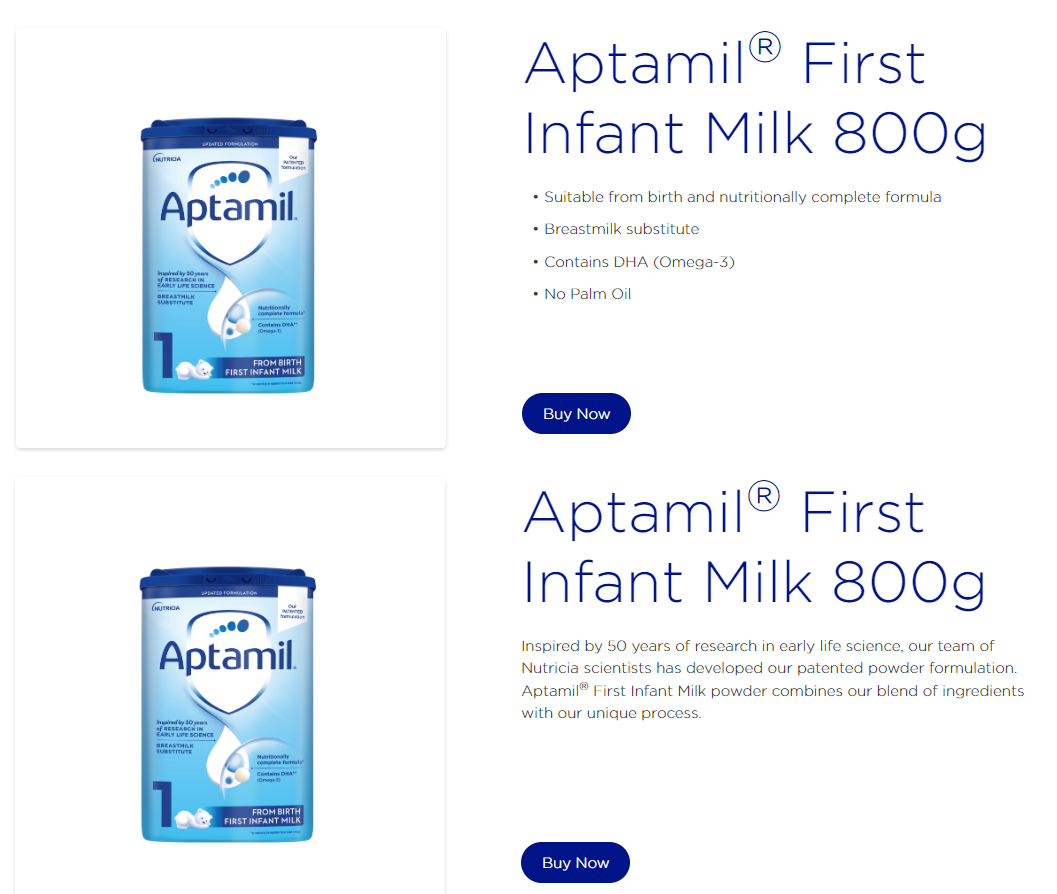 Aptamil® First
Infant Milk 800g
• Suitable from birth and nutritionally complete formula
• Breastmilk substitute
• Contains DHA (Omega-3)
• No Palm Oil
Buy Now
UPDATED FORMULATION
NUTRICIA
Our
PATENTED
formulation
Aptamil®
Inspired by 50 years
of RESEARCH IN
EARLY LIFE SCIENCE
BREASTMILK
SUBSTITUTE
Nutritionally
complete formula*
Contains DHA**
(Omega-3)
1
FROM BIRTH
FIRST INFANT MILK
Aptamil® First
Infant Milk 800g
Inspired by 50 years of research in early life science, our team of
Nutricia scientists has developed our patented powder formulation.
Aptamil® First Infant Milk powder combines our blend of ingredients
with our unique process.
Buy Now
UPDATED FORMULATION
NUTRICIA
Our
PATENTED
formulation
Aptamil®
Inspired by 50 years
of RESEARCH IN
EARLY LIFE SCIENCE
BREASTMILK
SUBSTITUTE
Nutritionally
complete formula*
Contains DHA**
(Omega-3)
1
FROM BIRTH
FIRST INFANT MILK